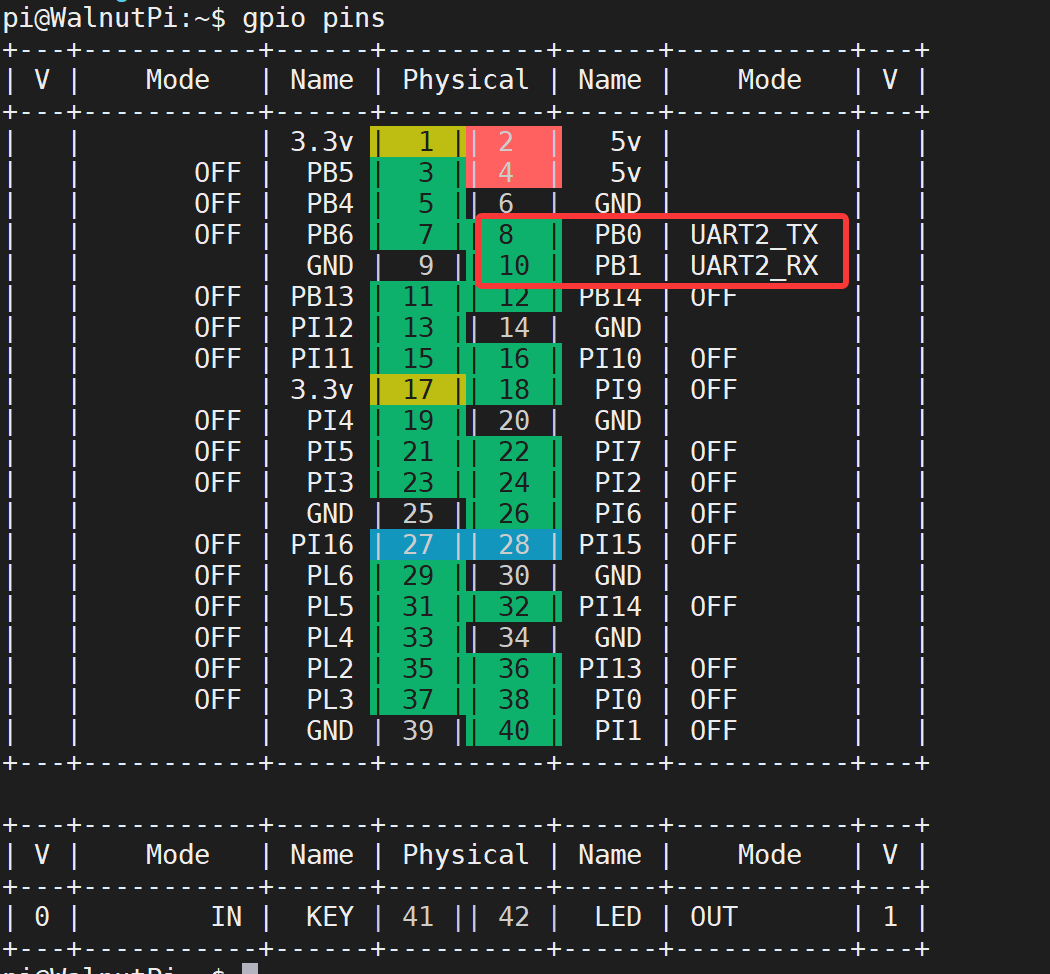 pi@WalnutPi:~$ gpio pins
+---+-----------+------+----------+------+-----------+---+
| V |    Mode   | Name | Physical | Name |    Mode   | V |
+---+-----------+------+----------+------+-----------+---+
|   |           | 3.3v |  1 || 2  |   5v |           |   |
|   |       OFF |  PB5 |  3 || 4  |   5v |           |   |
|   |       OFF |  PB4 |  5 || 6  |  GND |           |   |
|   |       OFF |  PB6 |  7 || 8  |  PB0 | UART2_TX  |   |
|   |           |  GND |  9 || 10 |  PB1 | UART2_RX  |   |
|   |       OFF | PB13 | 11 || 12 | PB14 | OFF       |   |
|   |       OFF | PI12 | 13 || 14 |  GND |           |   |
|   |       OFF | PI11 | 15 || 16 | PI10 | OFF       |   |
|   |           | 3.3v | 17 || 18 |  PI9 | OFF       |   |
|   |       OFF |  PI4 | 19 || 20 |  GND |           |   |
|   |       OFF |  PI5 | 21 || 22 |  PI7 | OFF       |   |
|   |       OFF |  PI3 | 23 || 24 |  PI2 | OFF       |   |
|   |           |  GND | 25 || 26 |  PI6 | OFF       |   |
|   |       OFF | PI16 | 27 || 28 | PI15 | OFF       |   |
|   |       OFF |  PL6 | 29 || 30 |  GND |           |   |
|   |       OFF |  PL5 | 31 || 32 | PI14 | OFF       |   |
|   |       OFF |  PL4 | 33 || 34 |  GND |           |   |
|   |       OFF |  PL2 | 35 || 36 | PI13 | OFF       |   |
|   |       OFF |  PL3 | 37 || 38 |  PI0 | OFF       |   |
|   |           |  GND | 39 || 40 |  PI1 | OFF       |   |
+---+-----------+------+----------+------+-----------+---+
+---+-----------+------+----------+------+-----------+---+
| V |    Mode   | Name | Physical | Name |    Mode   | V |
+---+-----------+------+----------+------+-----------+---+
| 0 |        IN |  KEY | 41 || 42 |  LED | OUT       | 1 |
+---+-----------+------+----------+------+-----------+---+
pi@WalnutPi:~$